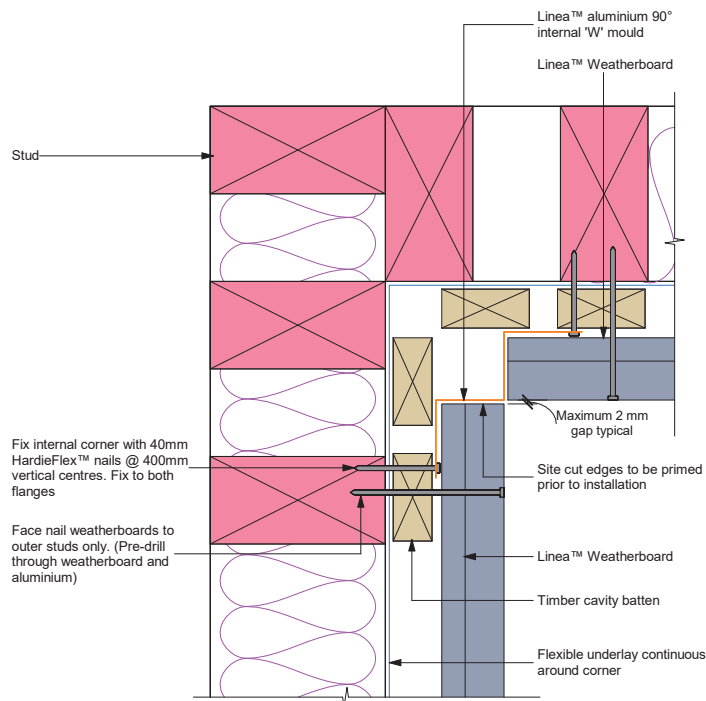 Linea™ aluminium 90°
internal 'W' mould
Linea™ Weatherboard
Stud
Maximum 2 mm
gap typical
Fix internal corner with 40mm
HardieFlex™ nails @ 400mm
vertical centres. Fix to both
flanges
Site cut edges to be primed
prior to installation
Face nail weatherboards to
outer studs only. (Pre-drill
through weatherboard and
aluminium)
Linea™ Weatherboard
Timber cavity batten
Flexible underlay continuous
around corner